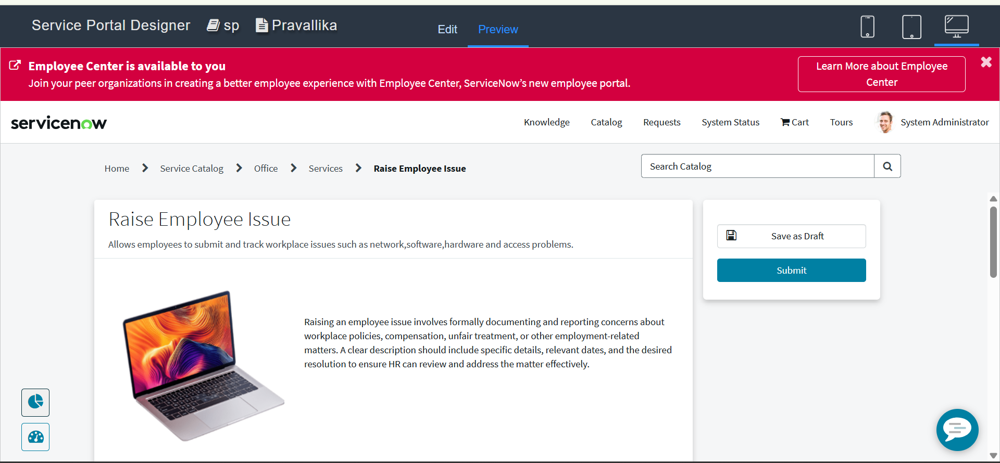 Service Portal Designer sp Pravallika
Edit Preview
Employee Center is available to you
Join your peer organizations in creating a better employee experience with Employee Center, ServiceNow’s new employee portal.
Learn More about Employee
Center
servicenow
Knowledge Catalog Requests System Status Cart Tours System Administrator
Home Service Catalog Office Services Raise Employee Issue
Search Catalog
Raise Employee Issue
Allows employees to submit and track workplace issues such as network,software,hardware and access problems.
Save as Draft
Submit
Raising an employee issue involves formally documenting and reporting concerns about
workplace policies, compensation, unfair treatment, or other employment-related
matters. A clear description should include specific details, relevant dates, and the desired
resolution to ensure HR can review and address the matter effectively.